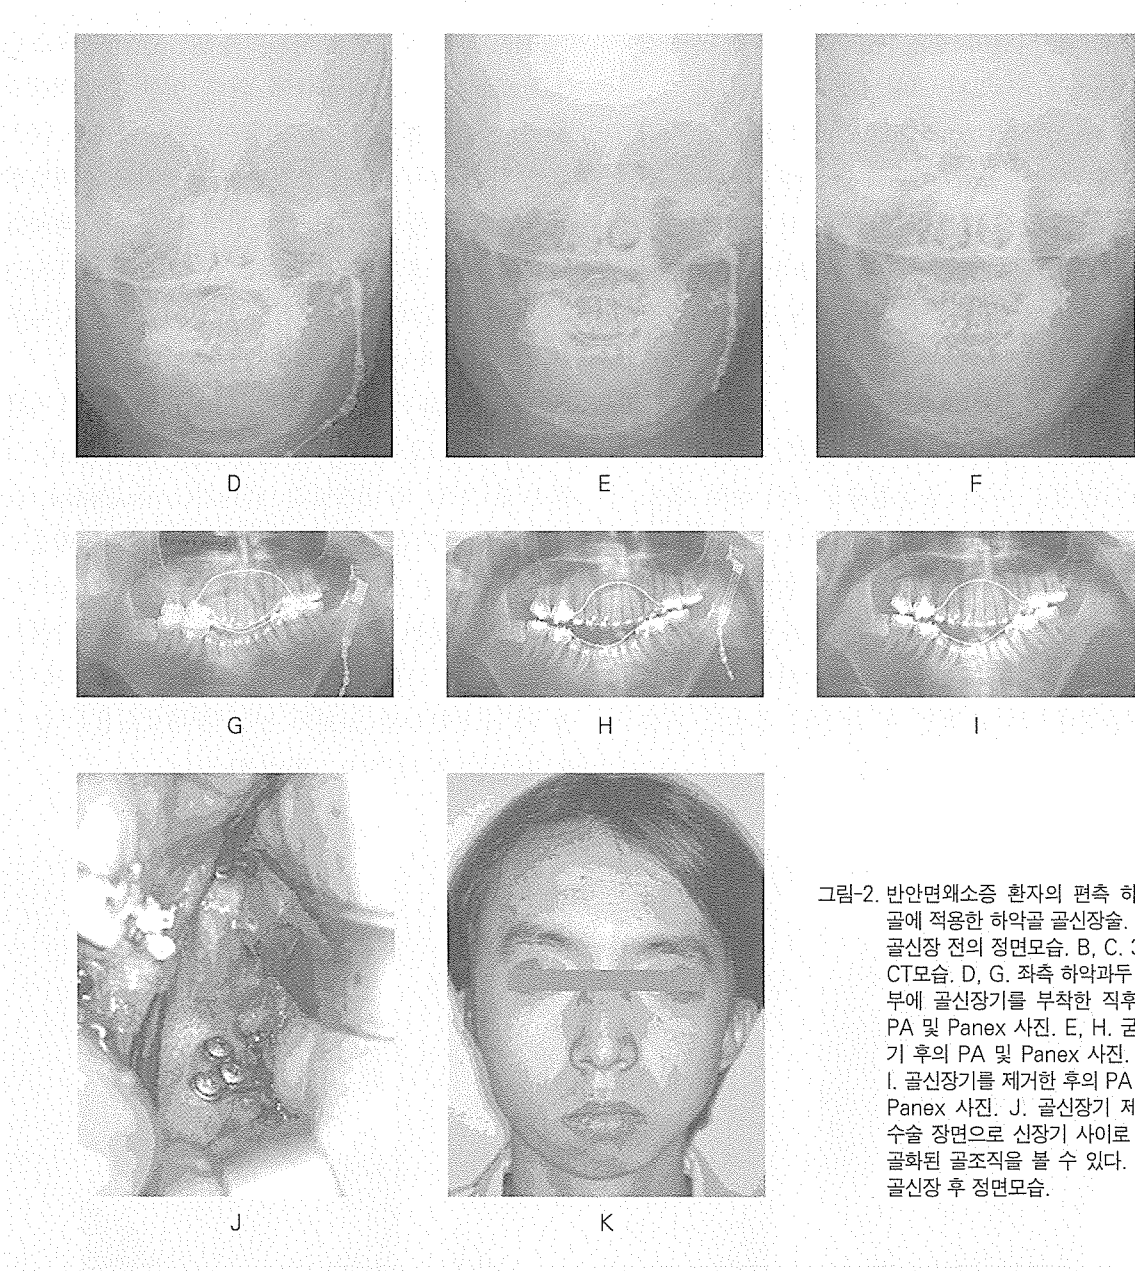 D
E
F
G
H
I
J
K
그림-2. 반안면왜소증 환자의 편측 하
골에 적용한 하악골 골신장술.
골신장 전의 정면모습. B, C. 3
CT모습. D, G. 좌측 하악과두
부에 골신장기를 부착한 직후
PA 및 Panex 사진. E, H. 굳
기 후의 PA 및 Panex 사진.
I. 골신장기를 제거한 후의 PA
Panex 사진. J. 골신장기 제
수술 장면으로 신장기 사이로
골화된 골조직을 볼 수 있다.
골신장 후 정면모습.